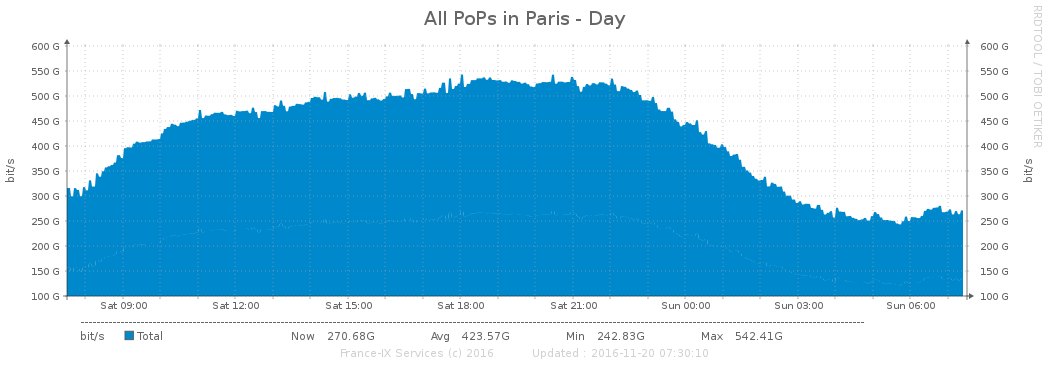 All PoPs in Paris - Day
RRDTOOL / TOBI OETIKER
bit/s
600 G 600 G
550 G 550 G
500 G 500 G
450 G 450 G
400 G 400 G
350 G 350 G
300 G 300 G
250 G 250 G
200 G 200 G
150 G 150 G
100 G 100 G
bit/s
Sat 09:00 Sat 12:00 Sat 15:00 Sat 18:00 Sat 21:00 Sun 00:00 Sun 03:00 Sun 06:00
bit/s Total Now 270.68G Avg 423.57G Min 242.83G Max 542.41G
France-IX Services (c) 2016 Updated : 2016-11-20 07:30:10